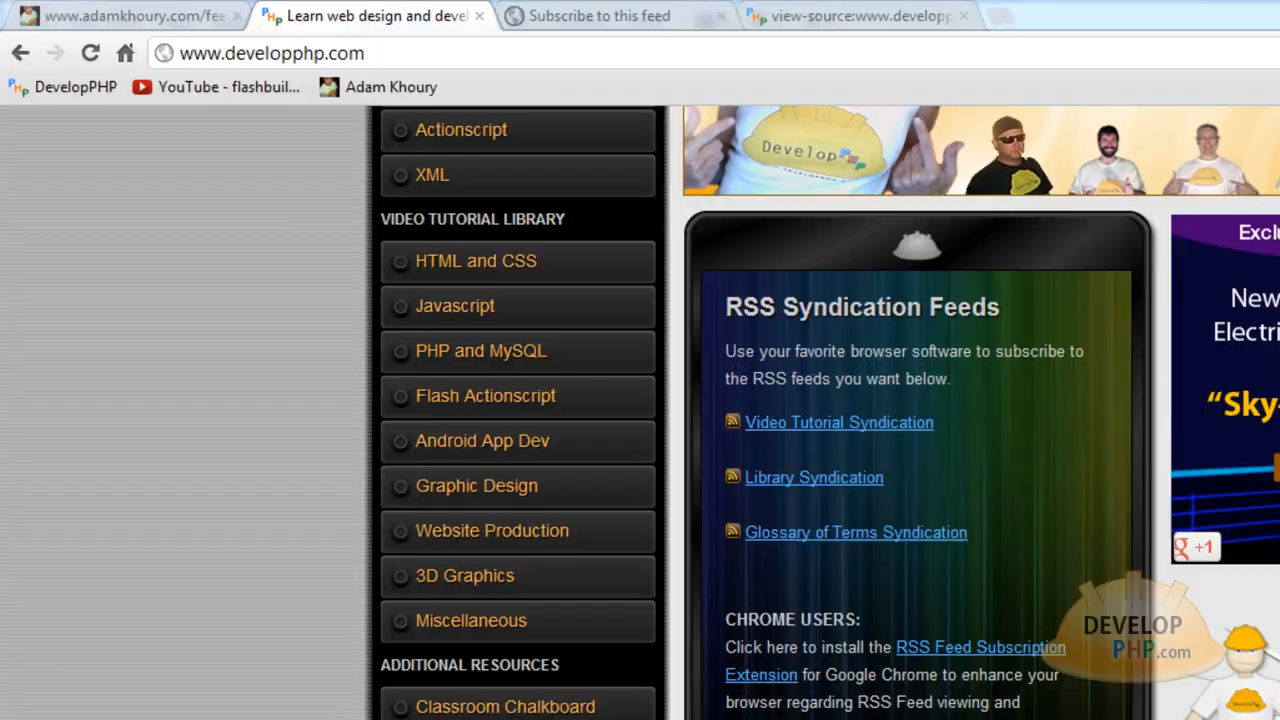 www.adamkhoury.com/fee
Learn web design and devel
Subscribe to this feed
view-source:www.developp
www.developphp.com
DevelopPHP
YouTube - flashbuil...
Adam Khoury
Actionscript
XML
VIDEO TUTORIAL LIBRARY
HTML and CSS
Javascript
PHP and MySQL
Flash Actionscript
Android App Dev
Graphic Design
Website Production
3D Graphics
Miscellaneous
ADDITIONAL RESOURCES
Classroom Chalkboard
Develop PHP
RSS Syndication Feeds
Use your favorite browser software to subscribe to
the RSS feeds you want below.
Video Tutorial Syndication
Library Syndication
Glossary of Terms Syndication
CHROME USERS:
Click here to install the RSS Feed Subscription
Extension for Google Chrome to enhance your
browser regarding RSS Feed viewing and
Exclu
New
Electri
“Sky-
g +1
DEVELOP
PHP.com